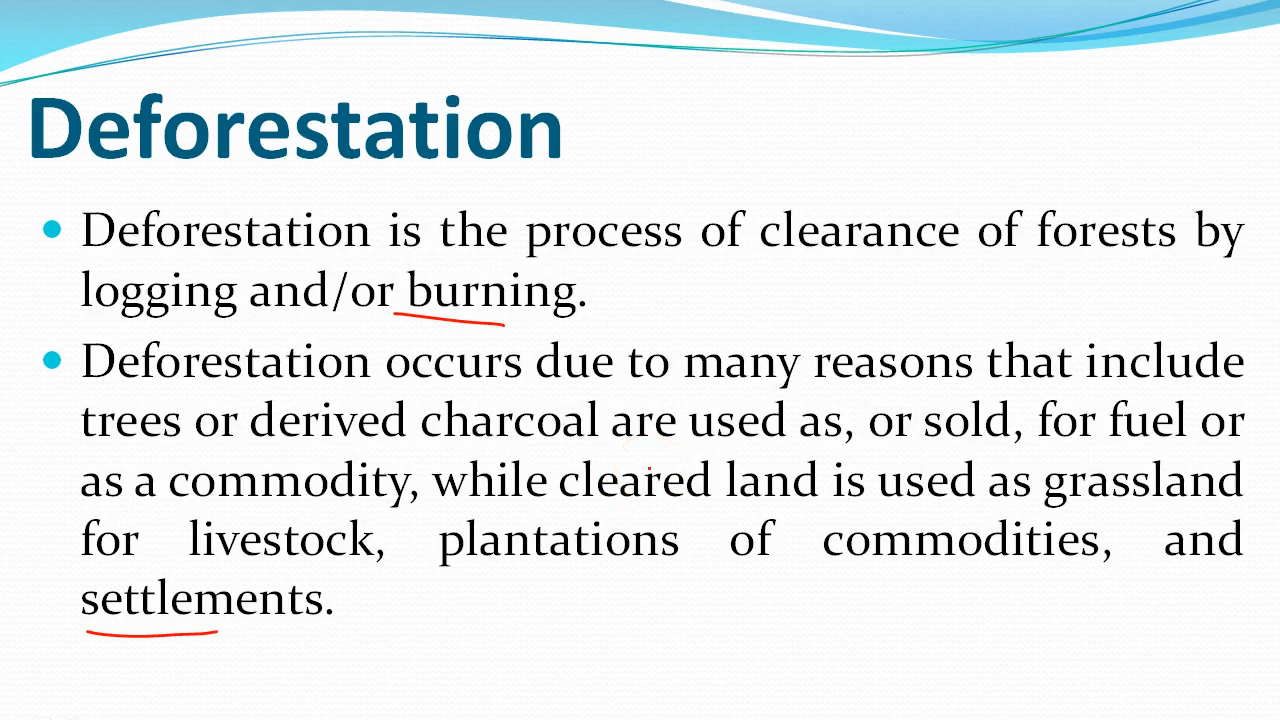 Deforestation
• Deforestation is the process of clearance of forests by
logging and/or burning.
• Deforestation occurs due to many reasons that include
trees or derived charcoal are used as, or sold, for fuel or
as a commodity, while cleared land is used as grassland
for livestock, plantations of commodities, and
settlements.